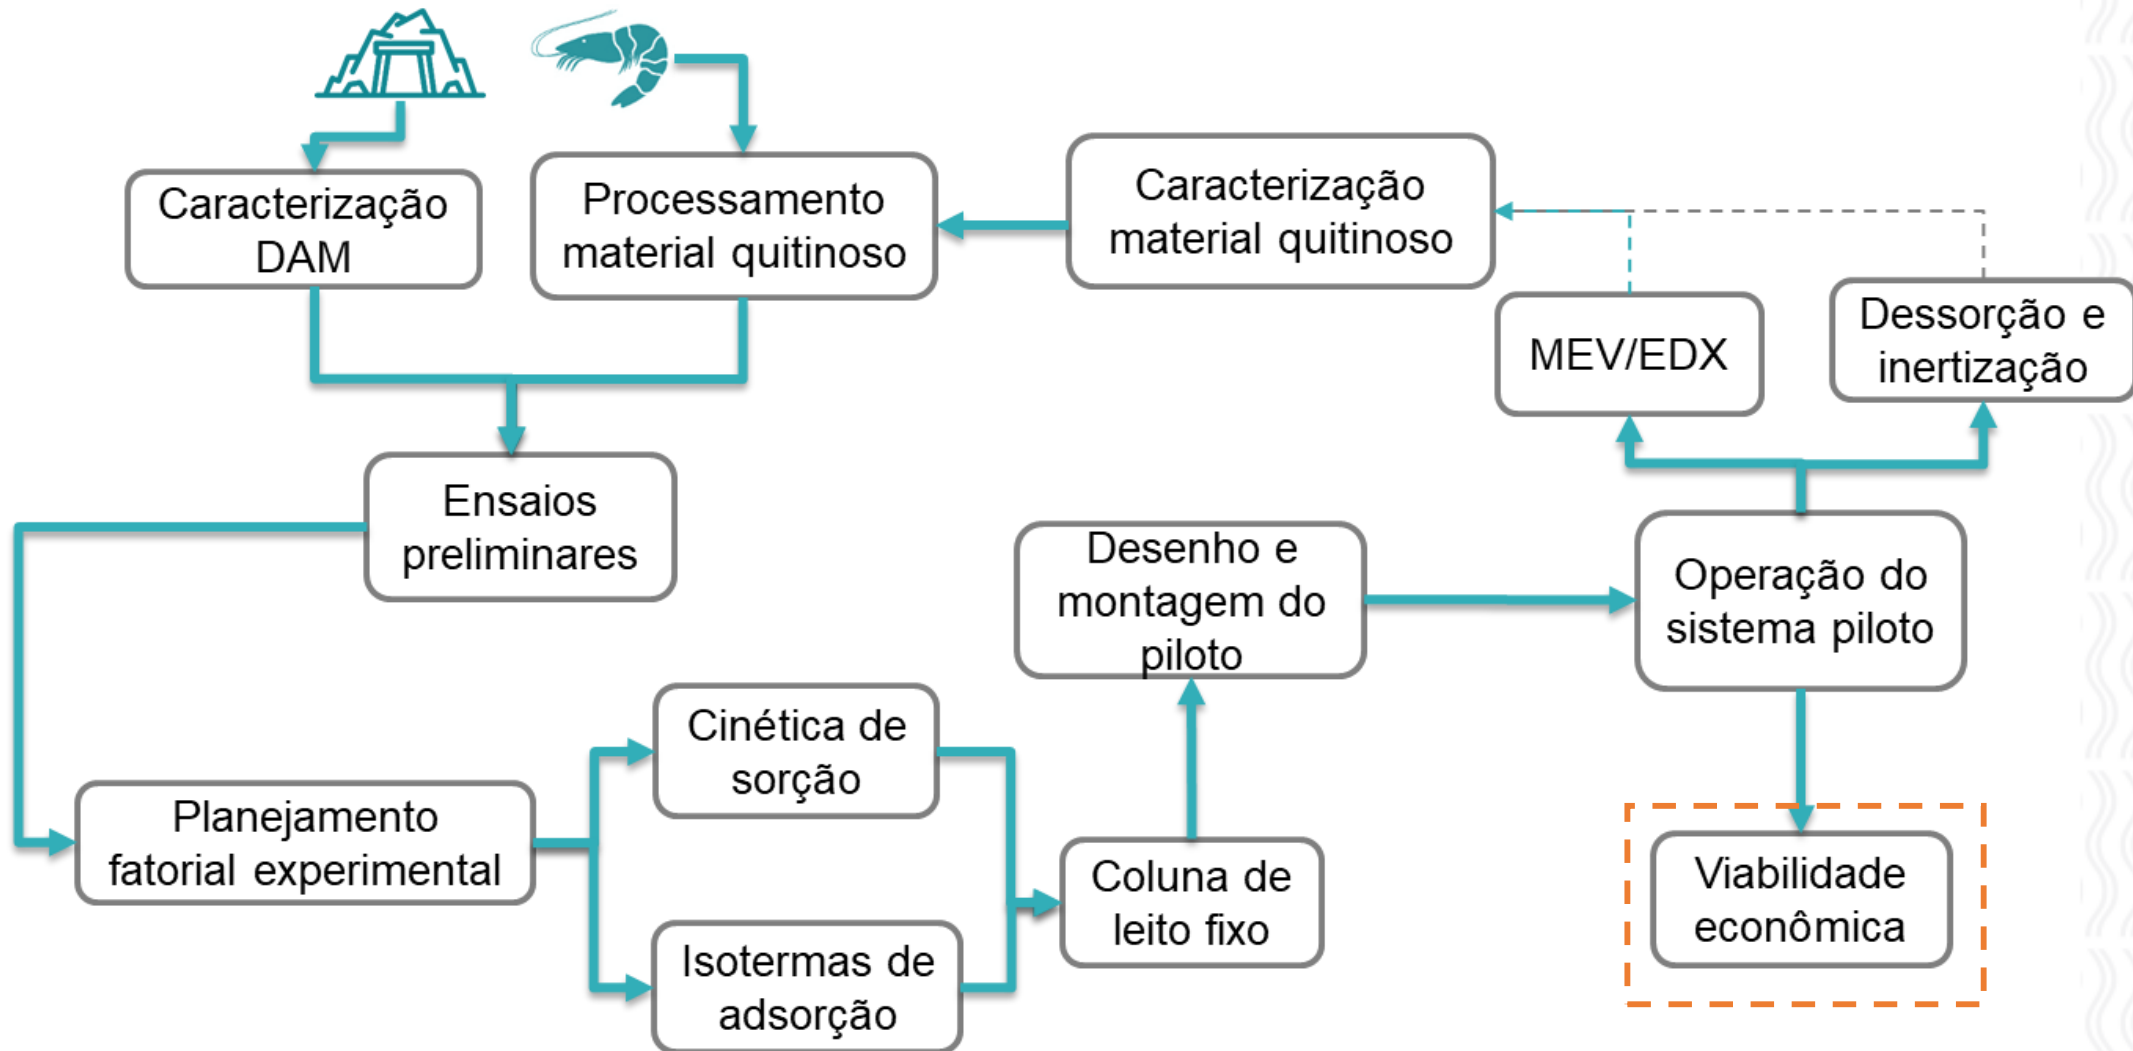 Caracterização
DAM
Processamento
material quitinoso
Caracterização
material quitinoso
MEV/EDX
Dessorção e
inertização
Ensaios
preliminares
Desenho e
montagem do
piloto
Operação do
sistema piloto
Cinética de
sorção
Planejamento
fatorial experimental
Coluna de
leito fixo
Viabilidade
econômica
Isotermas de
adsorção